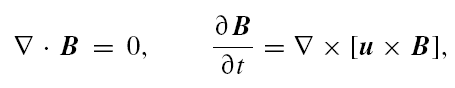 ∇ · B = 0, ∂B/∂t = ∇ × [u × B],